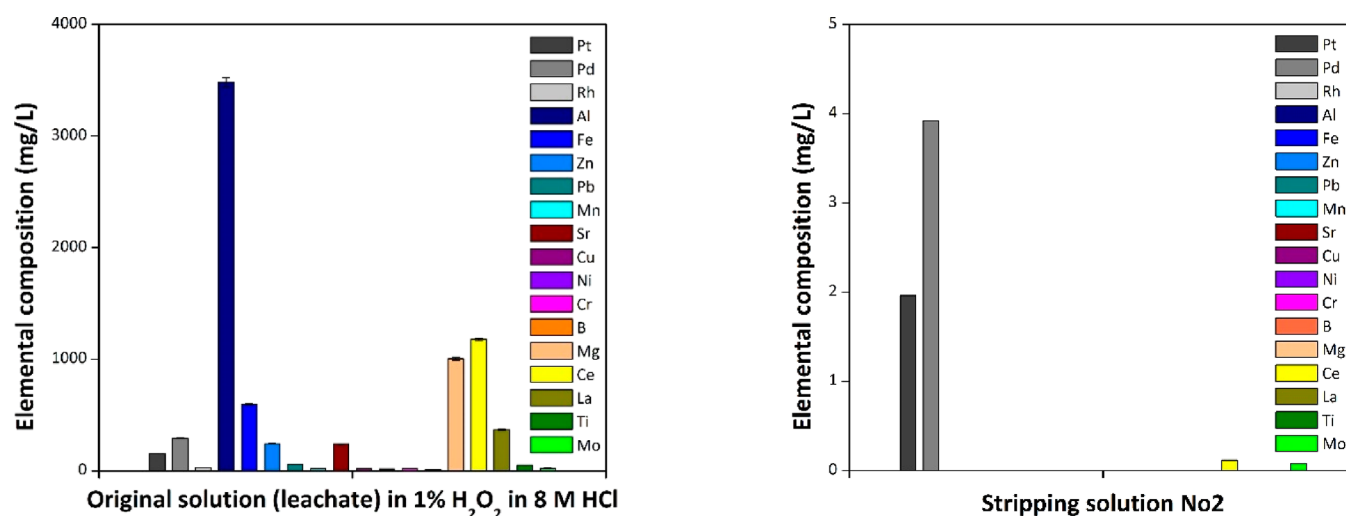 Elemental composition (mg/L)
4000
3000
2000
1000
0
Pt
Pd
Rh
Al
Fe
Zn
Pb
Mn
Sr
Cu
Ni
Cr
B
Mg
Ce
La
Ti
Mo
Original solution (leachate) in 1% H₂O₂ in 8 M HCl
Elemental composition (mg/L)
5
4
3
2
1
0
Pt
Pd
Rh
Al
Fe
Zn
Pb
Mn
Sr
Cu
Ni
Cr
B
Mg
Ce
La
Ti
Mo
Stripping solution No2